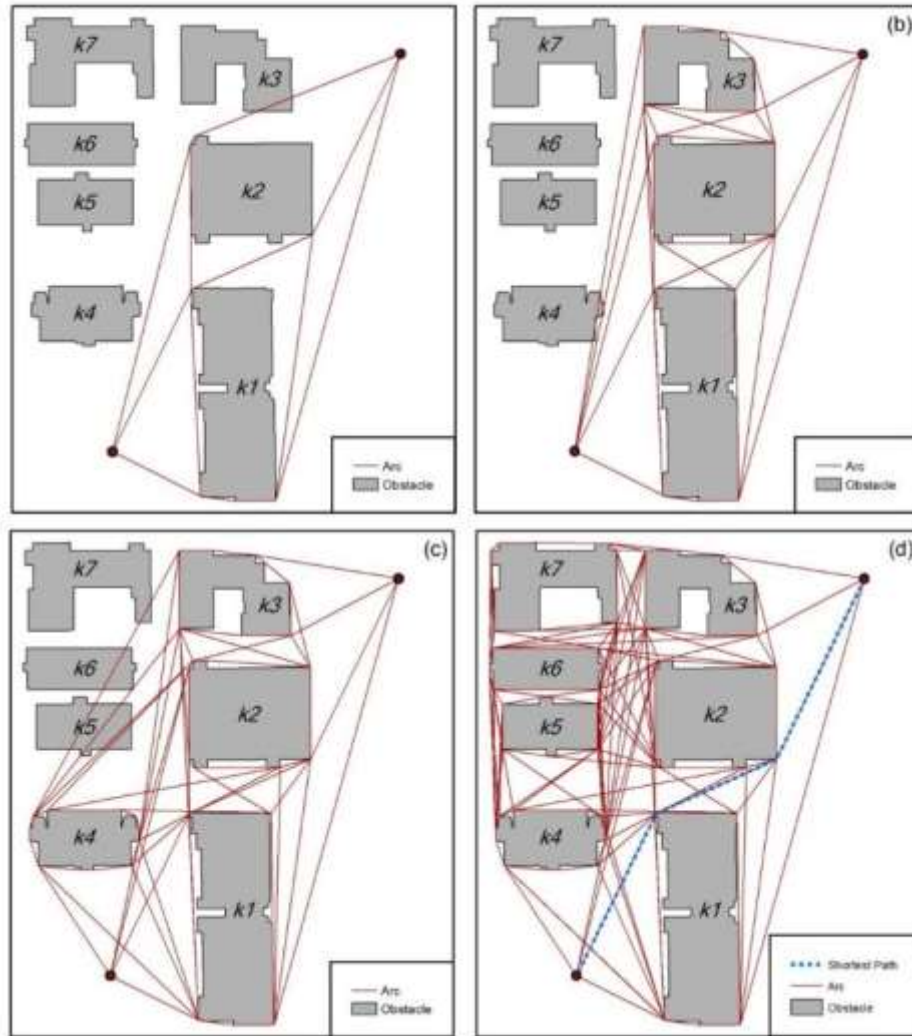 k7
k3
k6
k2
k5
k4
k1
Arc
Obstacle
(b)
k7
k3
k6
k2
k5
k4
k1
Arc
Obstacle
(c)
k7
k3
k6
k2
k5
k4
k1
Arc
Obstacle
(d)
k7
k3
k6
k2
k5
k4
k1
Shortest Path
Arc
Obstacle